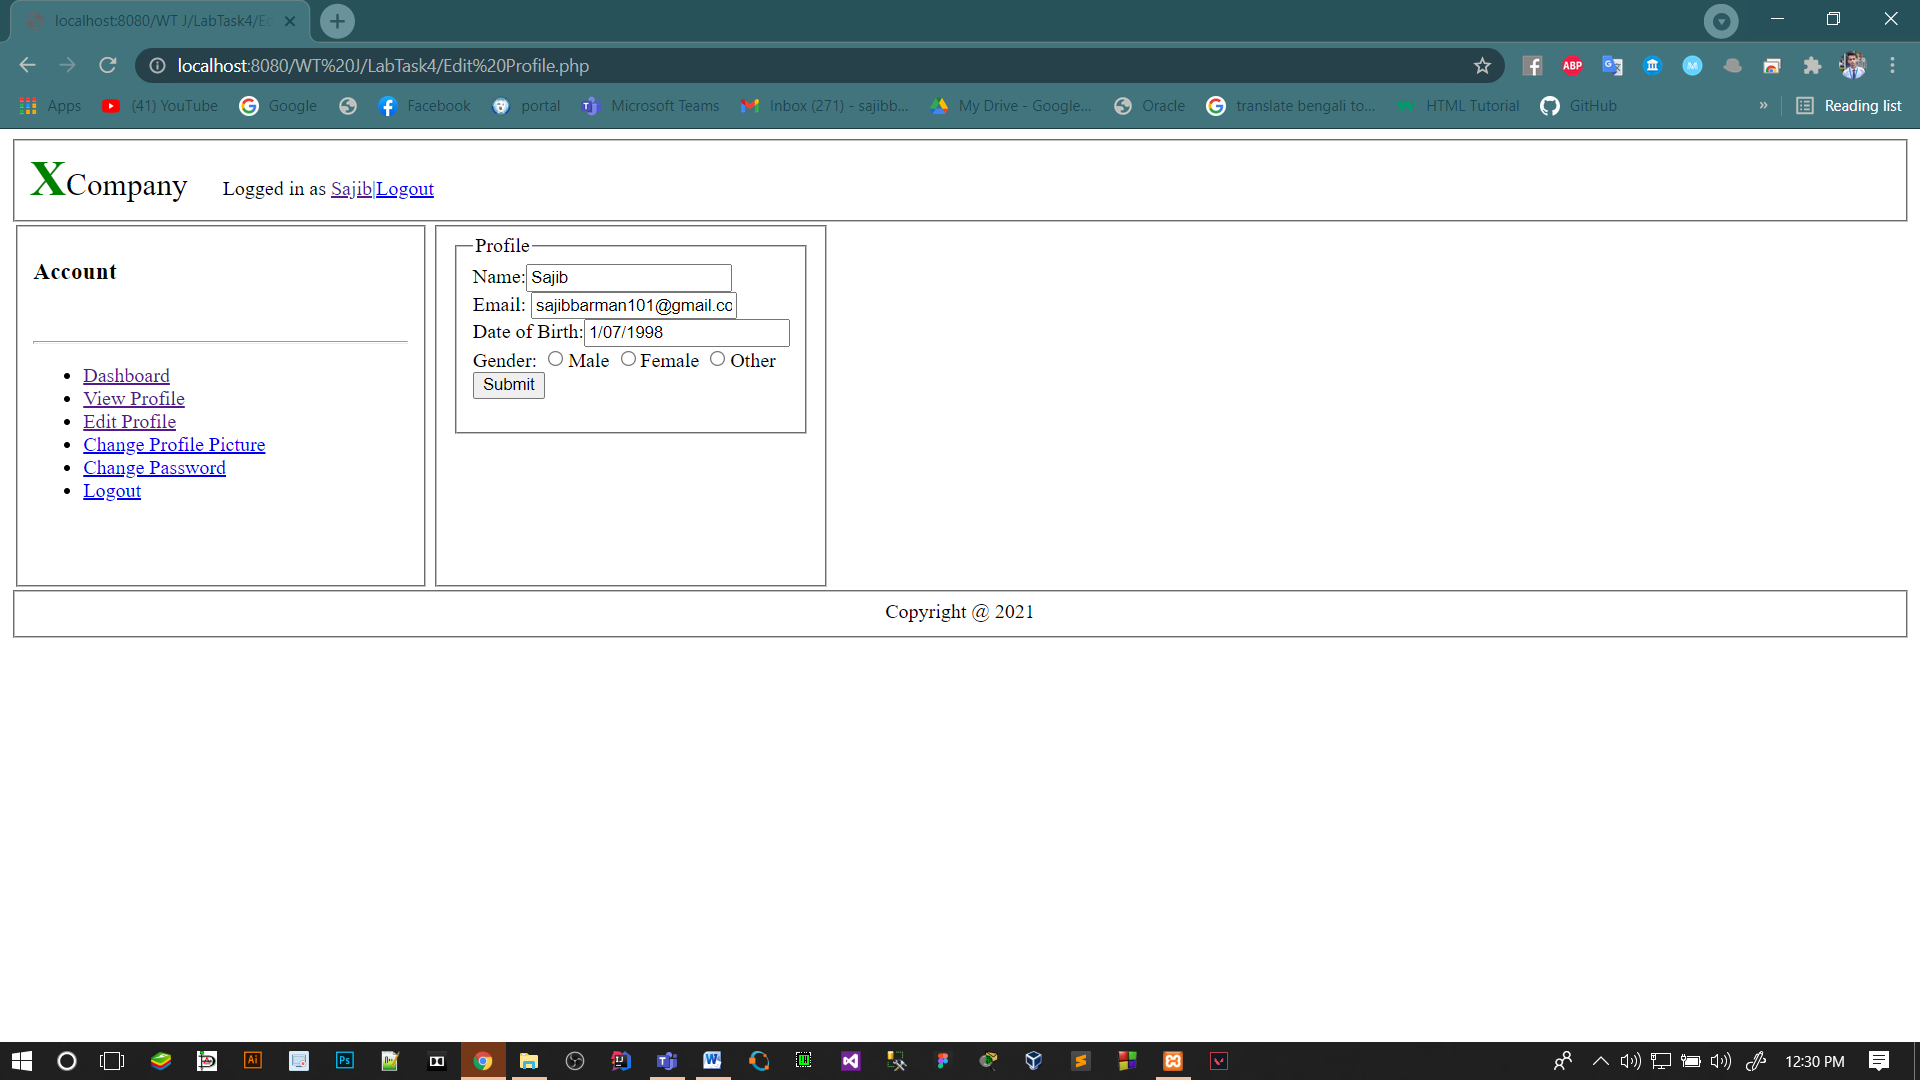 localhost:8080/WT J/LabTask4/Ed
localhost:8080/WT%20J/LabTask4/Edit%20Profile.php
ABP
Apps
(41) YouTube
Google
Facebook
portal
Microsoft Teams
Inbox (271) - sajibb...
My Drive - Google...
Oracle
translate bengali to...
HTML Tutorial
GitHub
»
Reading list
XCompany Logged in as Sajib|Logout
Account
Dashboard
View Profile
Edit Profile
Change Profile Picture
Change Password
Logout
Profile
Name: Sajib
Email: sajibbarman101@gmail.co
Date of Birth: 1/07/1998
Gender: Male Female Other
Submit
Copyright @ 2021
12:30 PM